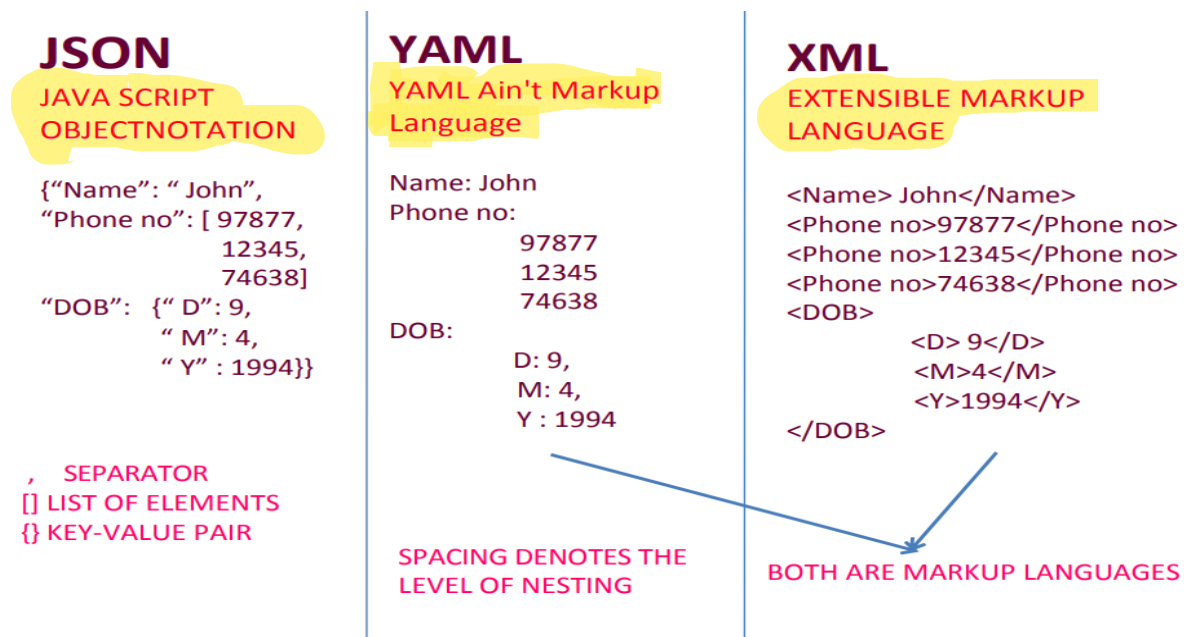 JSON
JAVA SCRIPT
OBJECTNOTATION
{“Name”: “ John”,
“Phone no”: [ 97877,
12345,
74638]
“DOB”: {“ D”: 9,
“ M”: 4,
“ Y” : 1994}}
, SEPARATOR
[] LIST OF ELEMENTS
{} KEY-VALUE PAIR
YAML
YAML Ain't Markup
Language
Name: John
Phone no:
97877
12345
74638
DOB:
D: 9,
M: 4,
Y : 1994
SPACING DENOTES THE
LEVEL OF NESTING
XML
EXTENSIBLE MARKUP
LANGUAGE
<Name> John</Name>
<Phone no>97877</Phone no>
<Phone no>12345</Phone no>
<Phone no>74638</Phone no>
<DOB>
<D> 9</D>
<M>4</M>
<Y>1994</Y>
</DOB>
BOTH ARE MARKUP LANGUAGES